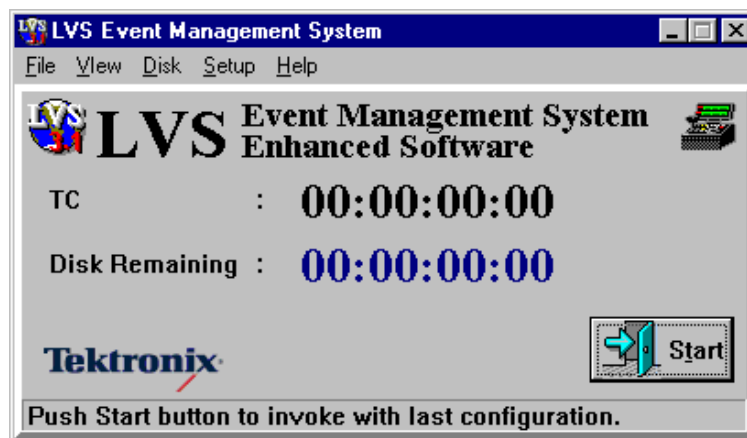 LVS Event Management System
File VIew Disk Setup Help
LVS Event Management System
Enhanced Software
TC : 00:00:00:00
Disk Remaining : 00:00:00:00
Tektronix
Start
Push Start button to invoke with last configuration.